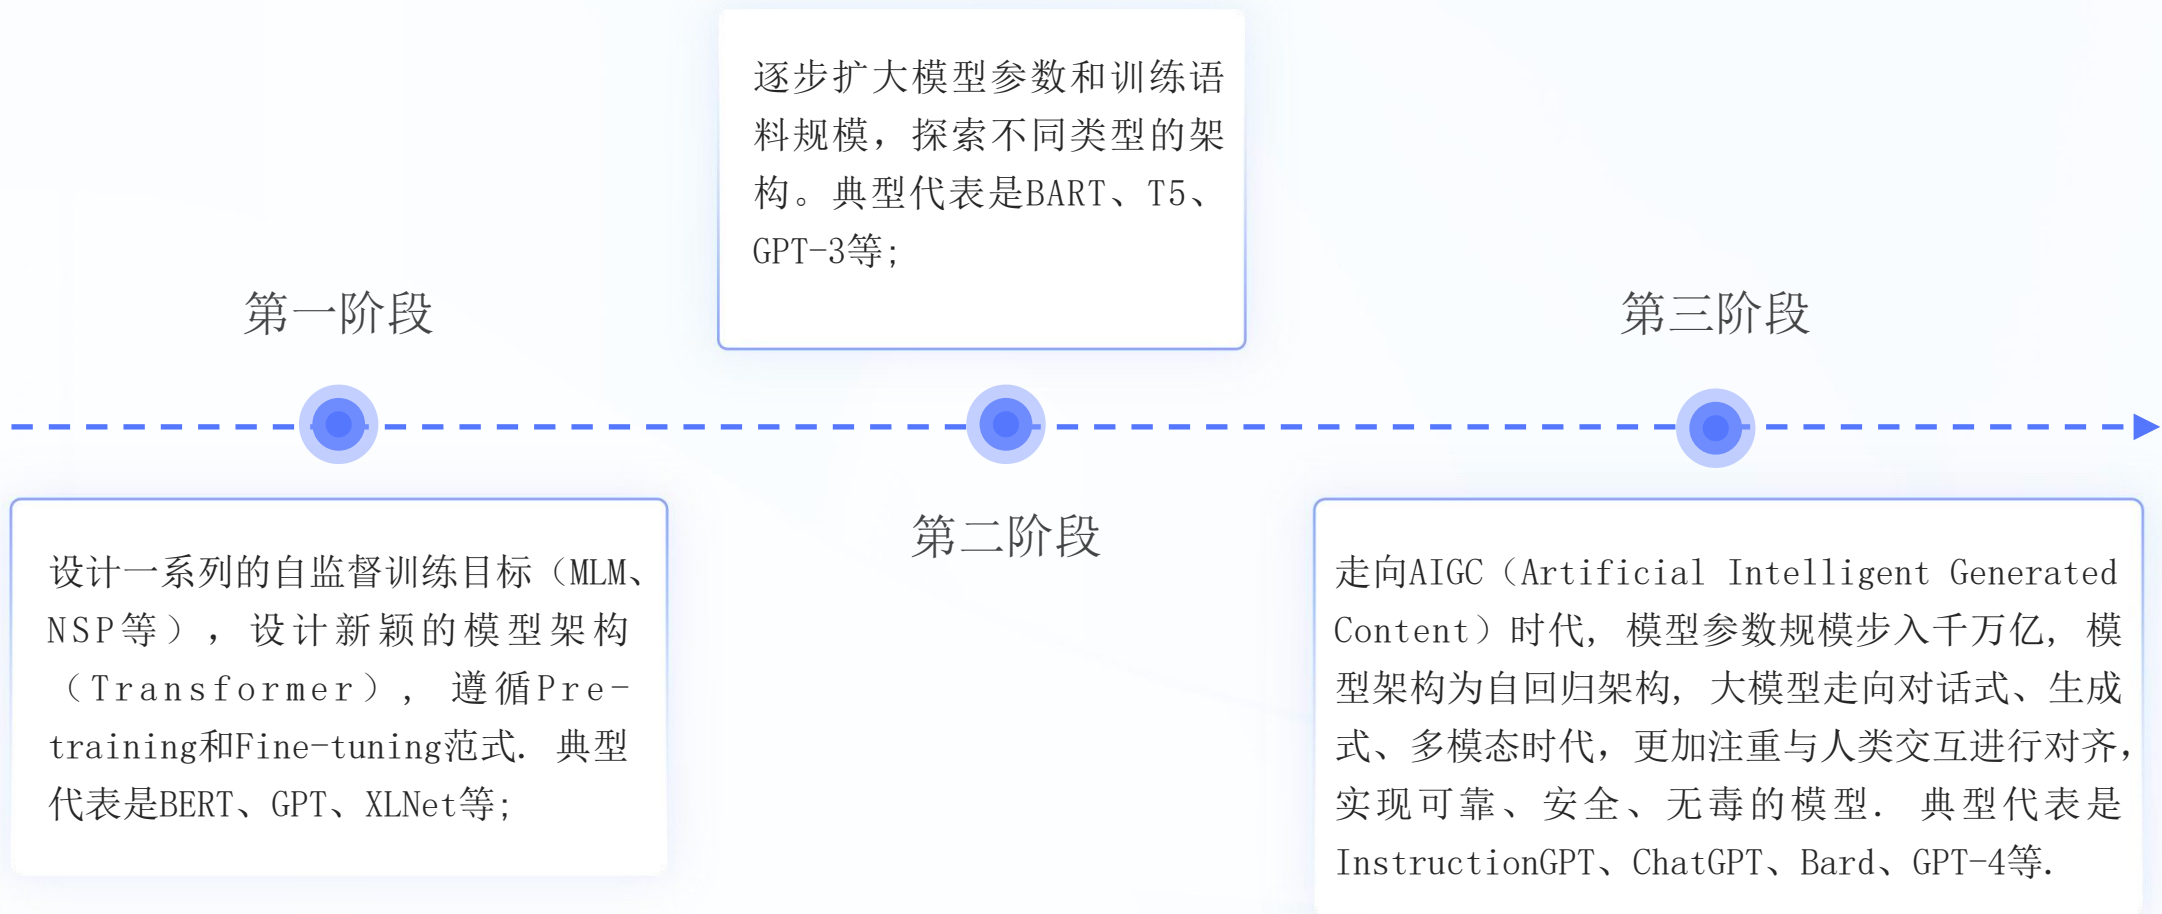 第一阶段
设计一系列的自监督训练目标（MLM、
NSP等），设计新颖的模型架构
（Transformer），遵循Pre-
training和Fine-tuning范式. 典型
代表是BERT、GPT、XLNet等;
逐步扩大模型参数和训练语
料规模，探索不同类型的架
构。典型代表是BART、T5、
GPT-3等;
第二阶段
第三阶段
走向AIGC（Artificial Intelligent Generated
Content）时代, 模型参数规模步入千万亿, 模
型架构为自回归架构, 大模型走向对话式、生成
式、多模态时代，更加注重与人类交互进行对齐,
实现可靠、安全、无毒的模型. 典型代表是
InstructionGPT、ChatGPT、Bard、GPT-4等.